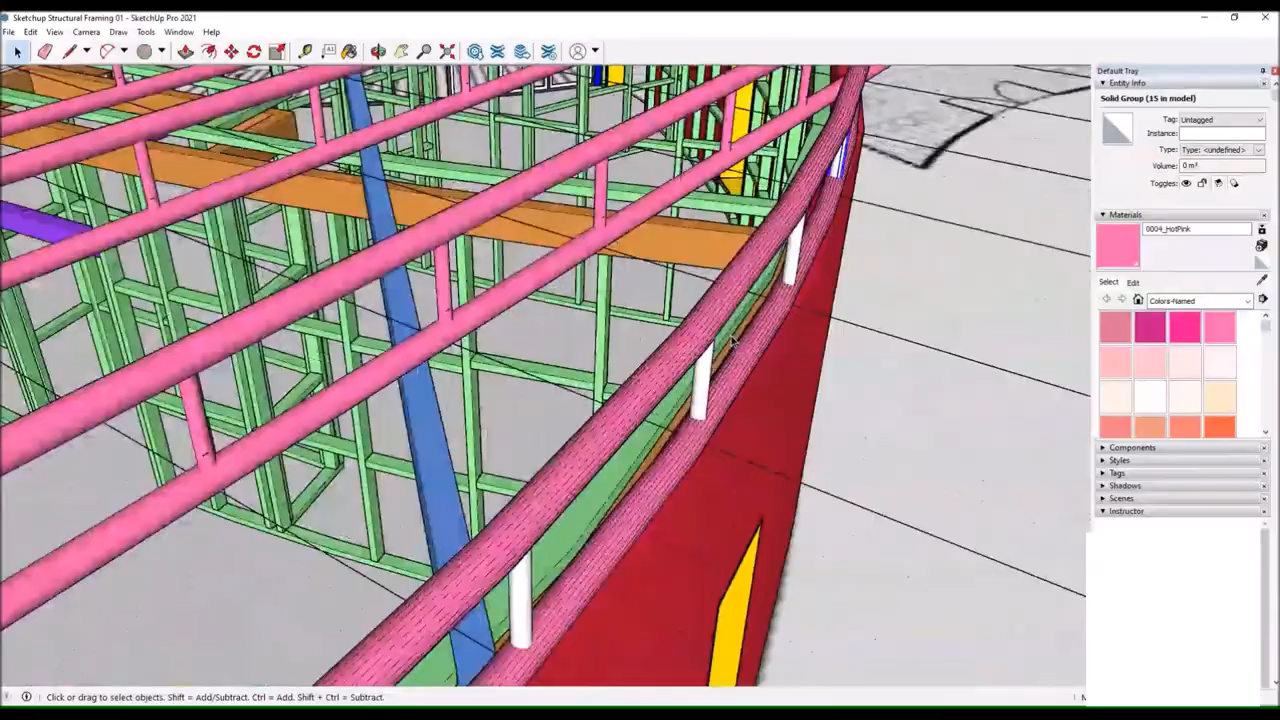 Sketchup Structural Framing 01 - SketchUp Pro 2021
File Edit View Camera Draw Tools Window Help
Default Tray
Entity Info
Solid Group (15 in model)
Tag: Untagged
Instance:
Type: Type: <undefined>
Volume: 0 m³
Toggles:
Materials
0004_HotPink
Select Edit
Colors-Named
Components
Styles
Tags
Shadows
Scenes
Instructor
Click or drag to select objects. Shift = Add/Subtract. Ctrl = Add. Shift + Ctrl = Subtract.